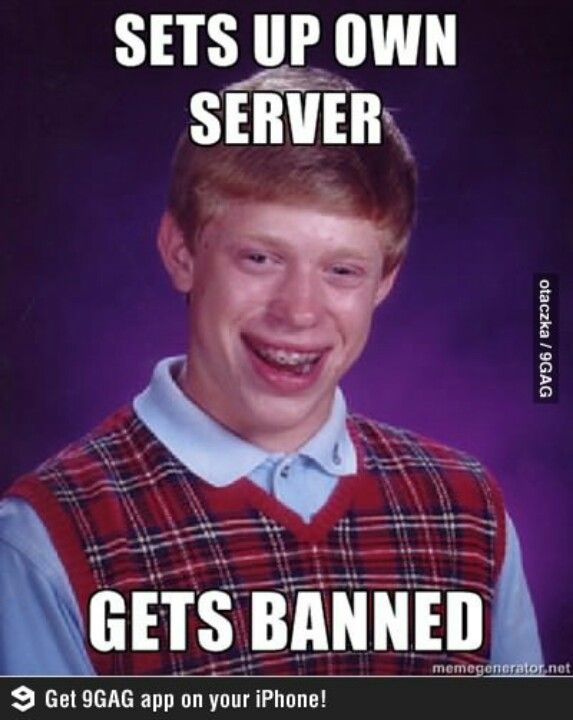 SETS UP OWN
SERVER
otaczka / 9GAG
GETS BANNED
memegenerator.net
Get 9GAG app on your iPhone!